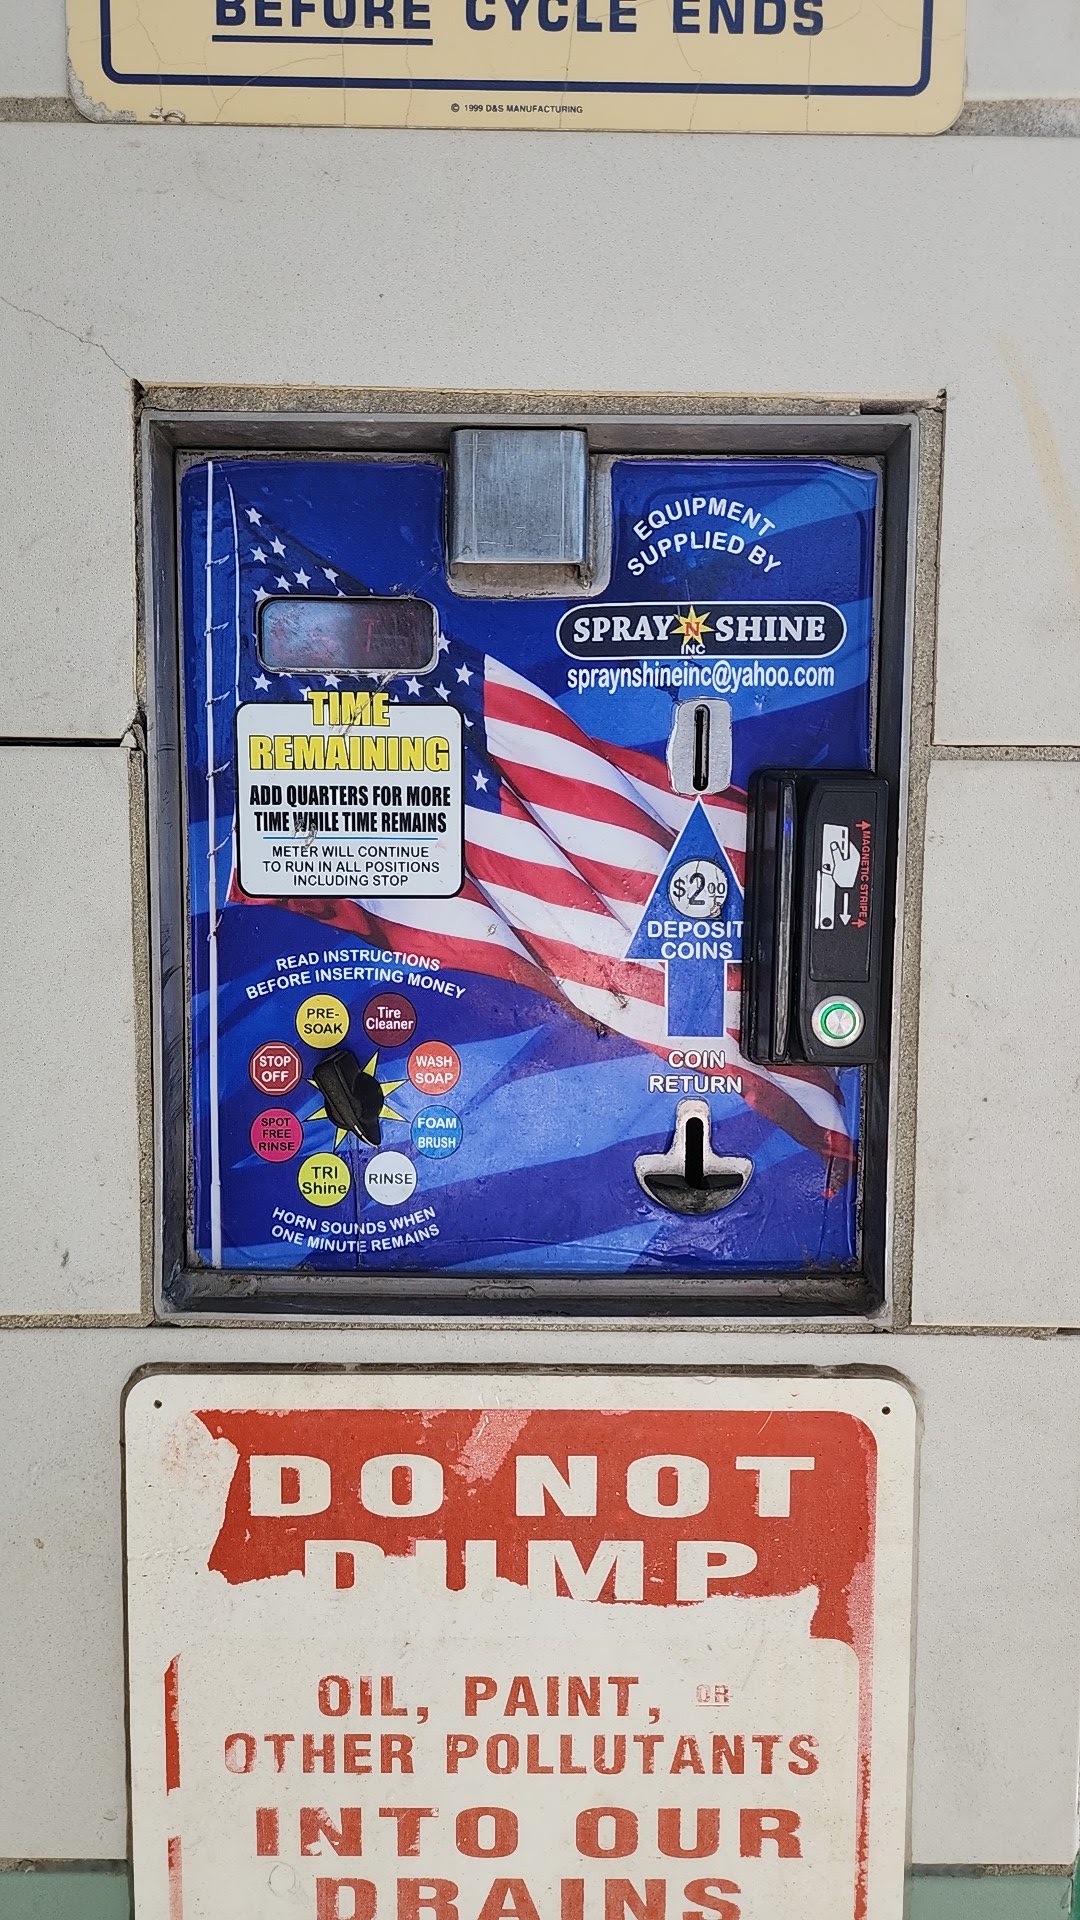 BEFORE CYCLE ENDS
© 1999 D&S MANUFACTURING
EQUIPMENT
SUPPLIED BY
SPRAY N SHINE
INC
spraynshineinc@yahoo.com
TIME
REMAINING
ADD QUARTERS FOR MORE
TIME WHILE TIME REMAINS
METER WILL CONTINUE
TO RUN IN ALL POSITIONS
INCLUDING STOP
$2.00
DEPOSIT
COINS
MAGNETIC STRIPE
COIN
RETURN
READ INSTRUCTIONS
BEFORE INSERTING MONEY
PRE-
SOAK
Tire
Cleaner
STOP
OFF
WASH
SOAP
SPOT
FREE
RINSE
FOAM
BRUSH
TRI
Shine
RINSE
HORN SOUNDS WHEN
ONE MINUTE REMAINS
DO NOT
DUMP
OIL, PAINT, OR
OTHER POLLUTANTS
INTO OUR
DRAINS